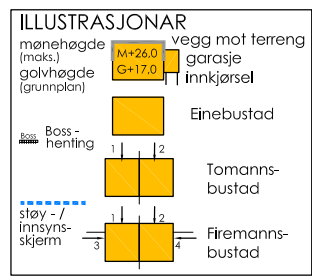 ILLUSTRASJONAR
mønehøgde
(maks.)
golvhøgde
(grunnplan)
M+26,0
G+17,0
vegg mot terreng
garasje
innkjørsel
Einebustad
Boss Boss -
henting
1 2
Tomanns-
bustad
støy - /
innsyns-
skjerm
1 2
3 4
Firemanns-
bustad